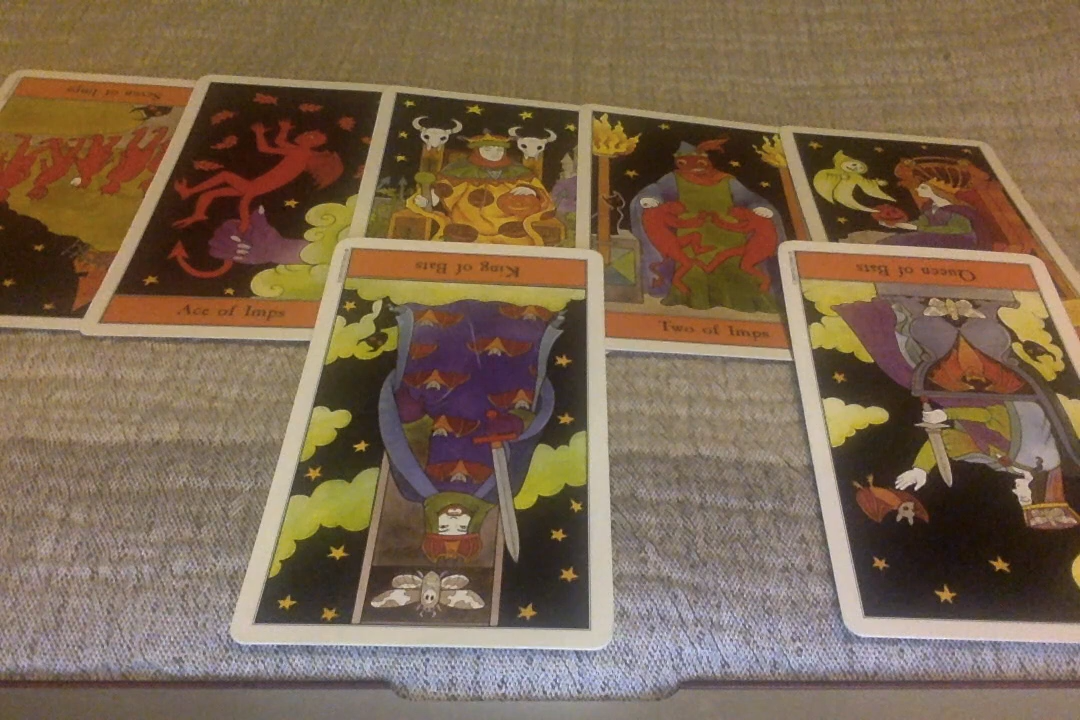 Seven of Imps
Ace of Imps
King of Bats
Two of Imps
Queen of Bats